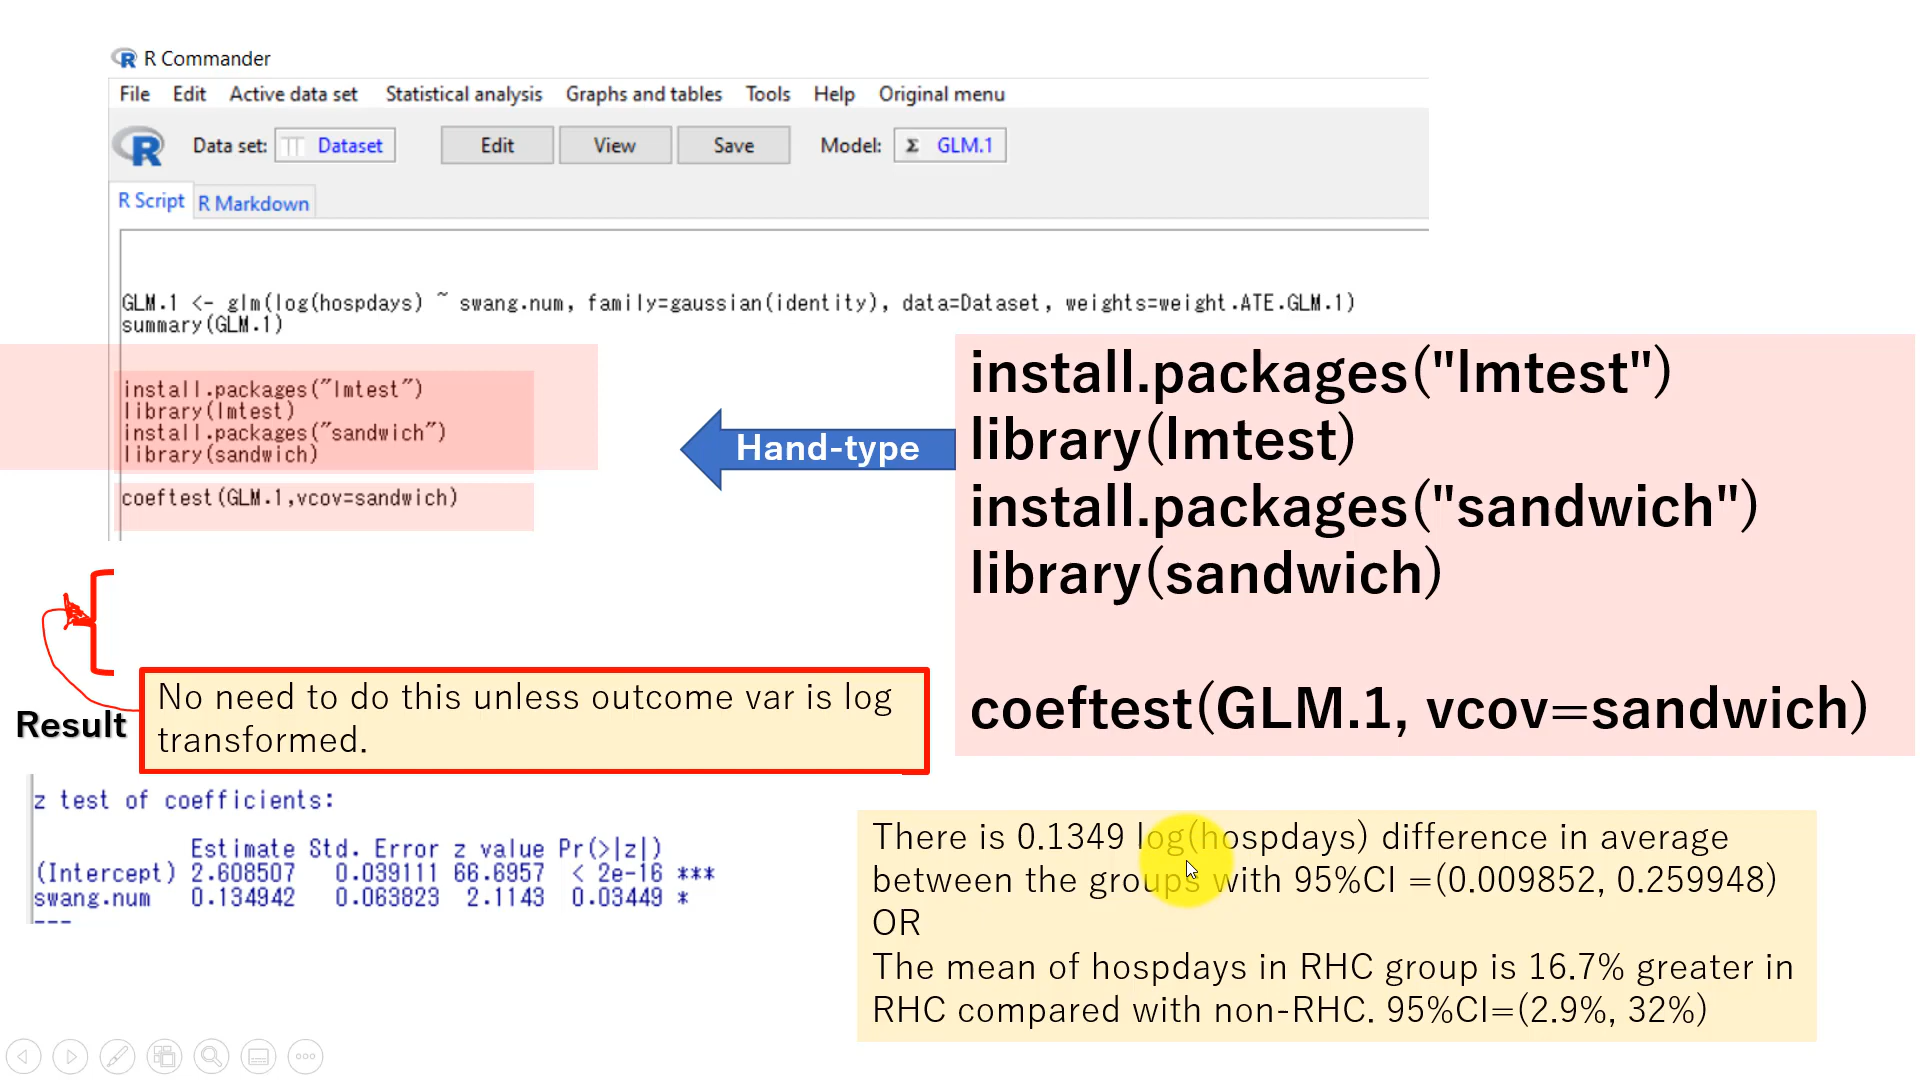 R Commander
File Edit Active data set Statistical analysis Graphs and tables Tools Help Original menu
R Data set: Dataset Edit View Save Model: Σ GLM.1
R Script R Markdown
GLM.1 <- glm(log(hospdays) ~ swang.num, family=gaussian(identity), data=Dataset, weights=weight.ATE.GLM.1)
summary(GLM.1)
install.packages("lmtest")
library(lmtest)
install.packages("sandwich")
library(sandwich)
coeftest(GLM.1,vcov=sandwich)
Hand-type
install.packages("lmtest")
library(lmtest)
install.packages("sandwich")
library(sandwich)
coeftest(GLM.1, vcov=sandwich)
No need to do this unless outcome var is log
transformed.
Result
z test of coefficients:
Estimate Std. Error z value Pr(>|z|)
(Intercept) 2.608507 0.039111 66.6957 < 2e-16 ***
swang.num 0.134942 0.063823 2.1143 0.03449 *
---
There is 0.1349 log(hospdays) difference in average
between the groups with 95%CI =(0.009852, 0.259948)
OR
The mean of hospdays in RHC group is 16.7% greater in
RHC compared with non-RHC. 95%CI=(2.9%, 32%)